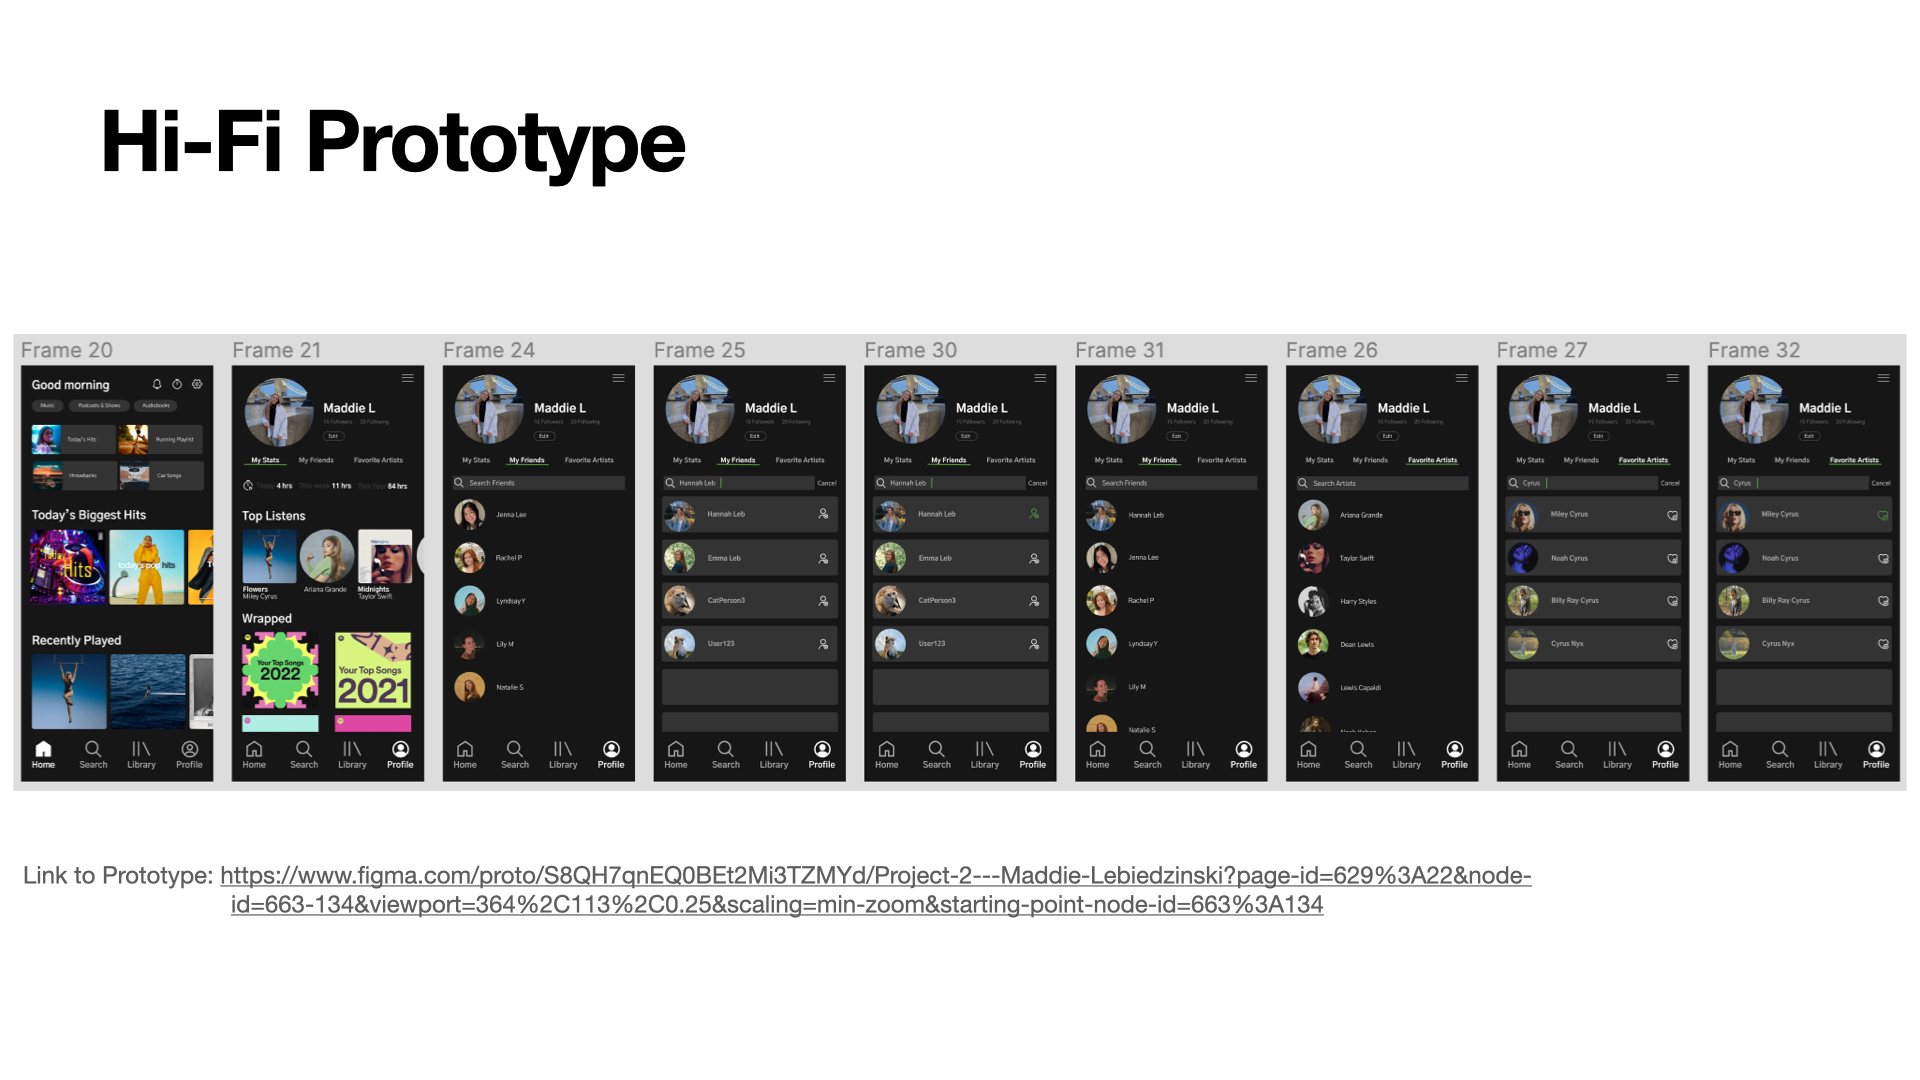 Hi-Fi Prototype
Frame 20
Good morning
Music Podcasts & Shows Audiobooks
Today's Hits Running Playlist
Throwbacks Car Songs
Today's Biggest Hits
Today Hits today's pop hits
Recently Played
Home Search Library Profile
Frame 21
Maddie L
15 Followers 20 Following
Edit
My Stats My Friends Favorite Artists
Today 4 hrs This week 11 hrs This Year 84 hrs
Top Listens
Flowers Ariana Grande Midnights
Miley Cyrus Taylor Swift
Wrapped
Your Top Songs 2022
Your Top Songs 2021
Home Search Library Profile
Frame 24
Maddie L
15 Followers 20 Following
Edit
My Stats My Friends Favorite Artists
Search Friends
Jenna Lee
Rachel P
Lyndsay Y
Lily M
Natalie S
Home Search Library Profile
Frame 25
Maddie L
15 Followers 20 Following
Edit
My Stats My Friends Favorite Artists
Hannah Leb Cancel
Hannah Leb
Emma Leb
CatPerson3
User123
Home Search Library Profile
Frame 30
Maddie L
15 Followers 20 Following
Edit
My Stats My Friends Favorite Artists
Hannah Leb Cancel
Hannah Leb
Emma Leb
CatPerson3
User123
Home Search Library Profile
Frame 31
Maddie L
15 Followers 20 Following
Edit
My Stats My Friends Favorite Artists
Search Friends
Hannah Leb
Jenna Lee
Rachel P
Lyndsay Y
Lily M
Natalie S
Home Search Library Profile
Frame 26
Maddie L
15 Followers 20 Following
Edit
My Stats My Friends Favorite Artists
Search Artists
Ariana Grande
Taylor Swift
Harry Styles
Dean Lewis
Lewis Capaldi
Home Search Library Profile
Frame 27
Maddie L
15 Followers 20 Following
Edit
My Stats My Friends Favorite Artists
Cyrus Cancel
Miley Cyrus
Noah Cyrus
Billy Ray Cyrus
Cyrus Nyx
Home Search Library Profile
Frame 32
Maddie L
15 Followers 20 Following
Edit
My Stats My Friends Favorite Artists
Cyrus Cancel
Miley Cyrus
Noah Cyrus
Billy Ray Cyrus
Cyrus Nyx
Home Search Library Profile
Link to Prototype: https://www.figma.com/proto/S8QH7qnEQ0BEt2Mi3TZMYd/Project-2---Maddie-Lebiedzinski?page-id=629%3A22&node-
id=663-134&viewport=364%2C113%2C0.25&scaling=min-zoom&starting-point-node-id=663%3A134